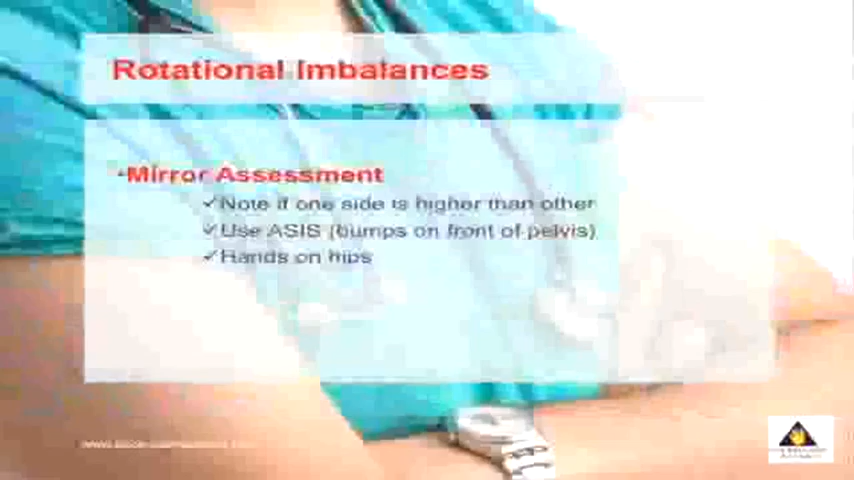 Rotational Imbalances
•Mirror Assessment
✓Note if one side is higher than other
✓Use ASIS (bumps on front of pelvis)
✓Hands on hips